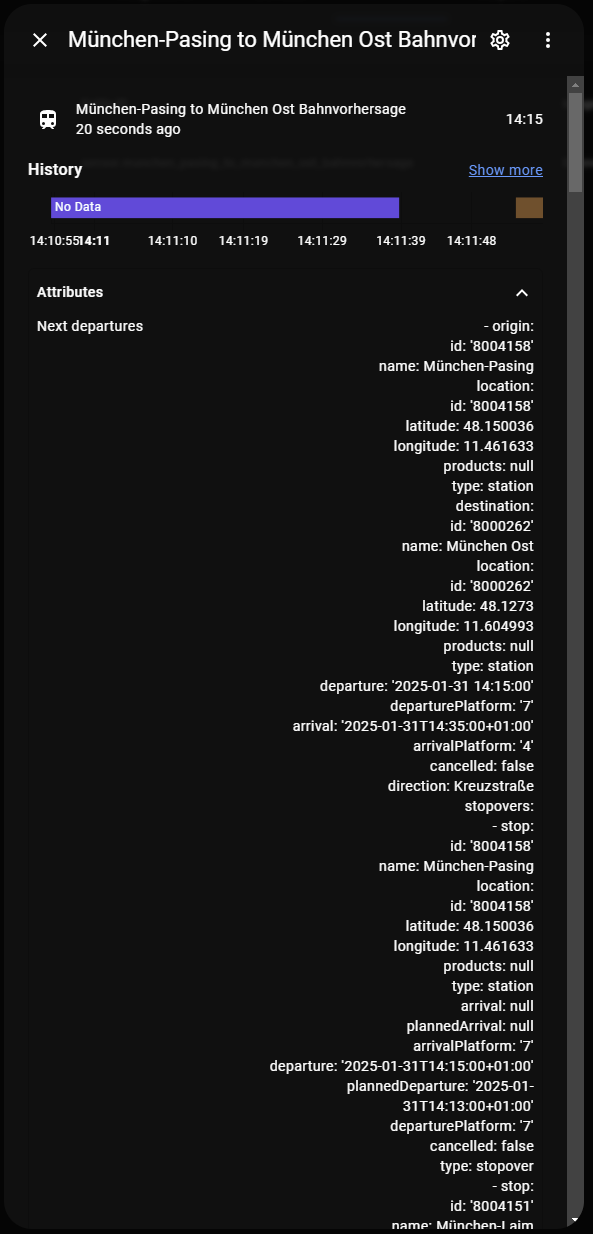 München-Pasing to München Ost Bahnvor
München-Pasing to München Ost Bahnvorhersage
20 seconds ago
14:15
History
Show more
No Data
14:10:55 14:11 14:11:10 14:11:19 14:11:29 14:11:39 14:11:48
Attributes
Next departures
- origin:
id: '8004158'
name: München-Pasing
location:
id: '8004158'
latitude: 48.150036
longitude: 11.461633
products: null
type: station
destination:
id: '8000262'
name: München Ost
location:
id: '8000262'
latitude: 48.1273
longitude: 11.604993
products: null
type: station
departure: '2025-01-31 14:15:00'
departurePlatform: '7'
arrival: '2025-01-31T14:35:00+01:00'
arrivalPlatform: '4'
cancelled: false
direction: Kreuzstraße
stopovers:
- stop:
id: '8004158'
name: München-Pasing
location:
id: '8004158'
latitude: 48.150036
longitude: 11.461633
products: null
type: station
arrival: null
plannedArrival: null
arrivalPlatform: '7'
departure: '2025-01-31T14:15:00+01:00'
plannedDeparture: '2025-01-
31T14:13:00+01:00'
departurePlatform: '7'
cancelled: false
type: stopover
- stop:
id: '8004151'
name: München-Laim